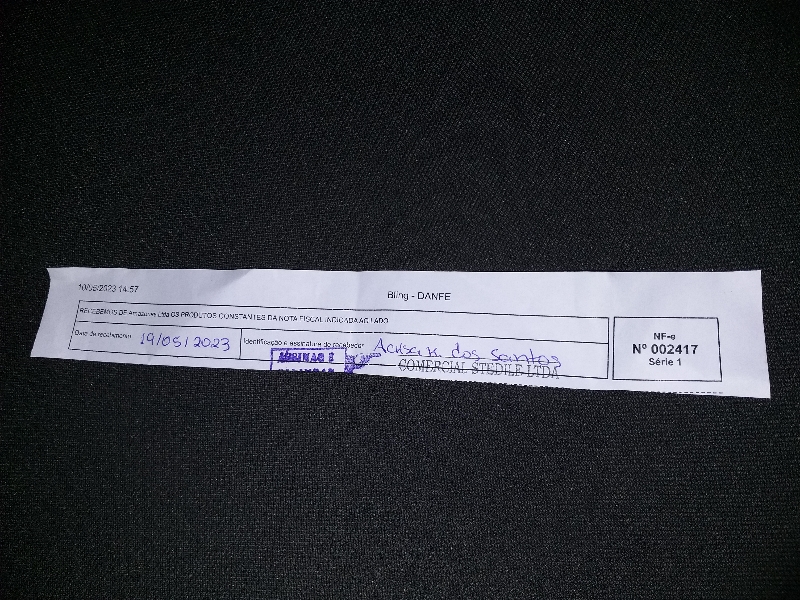 10/05/2023 14:57
Bling - DANFE
RECEBEMOS DE Amazonin Ltda OS PRODUTOS CONSTANTES DA NOTA FISCAL INDICADA AO LADO
Data de recebimento
19/05/2023
Identificação e assinatura do recebedor
dos Santos
COMERCIAL STEDILE LTDA
NF-e
Nº 002417
Série 1